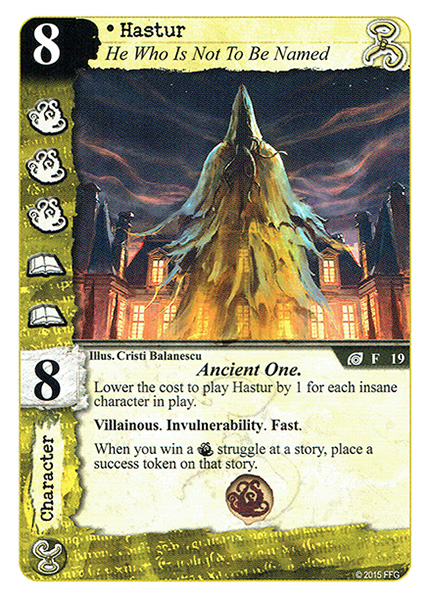 8
• Hastur
He Who Is Not To Be Named
Illus. Cristi Balanescu
F 19
8
Ancient One.
Lower the cost to play Hastur by 1 for each insane
character in play.
Villainous. Invulnerability. Fast.
When you win a struggle at a story, place a
success token on that story.
Character
© 2015 FFG